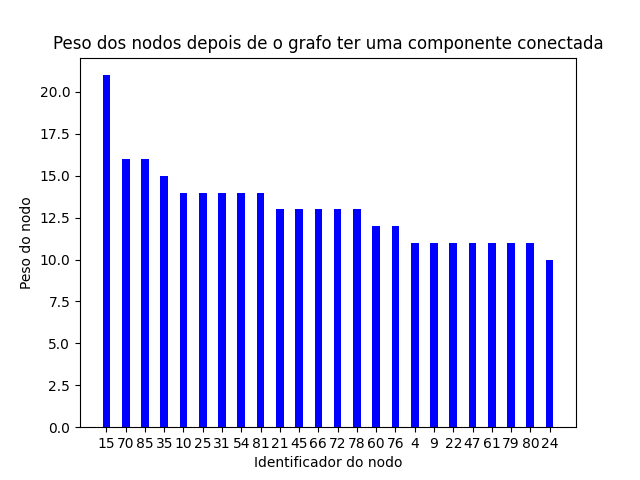 Peso dos nodos depois de o grafo ter uma componente conectada
20.0
17.5
15.0
12.5
10.0
7.5
5.0
2.5
0.0
Peso do nodo
15 70 85 35 10 25 31 54 81 21 45 66 72 78 60 76 4 9 22 47 61 79 80 24
Identificador do nodo